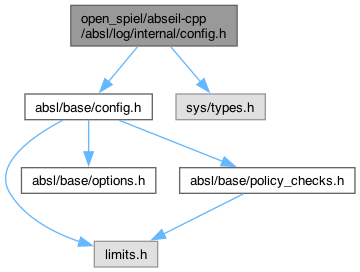 open_spiel/abseil-cpp
/absl/log/internal/config.h
absl/base/config.h
sys/types.h
absl/base/options.h
absl/base/policy_checks.h
limits.h